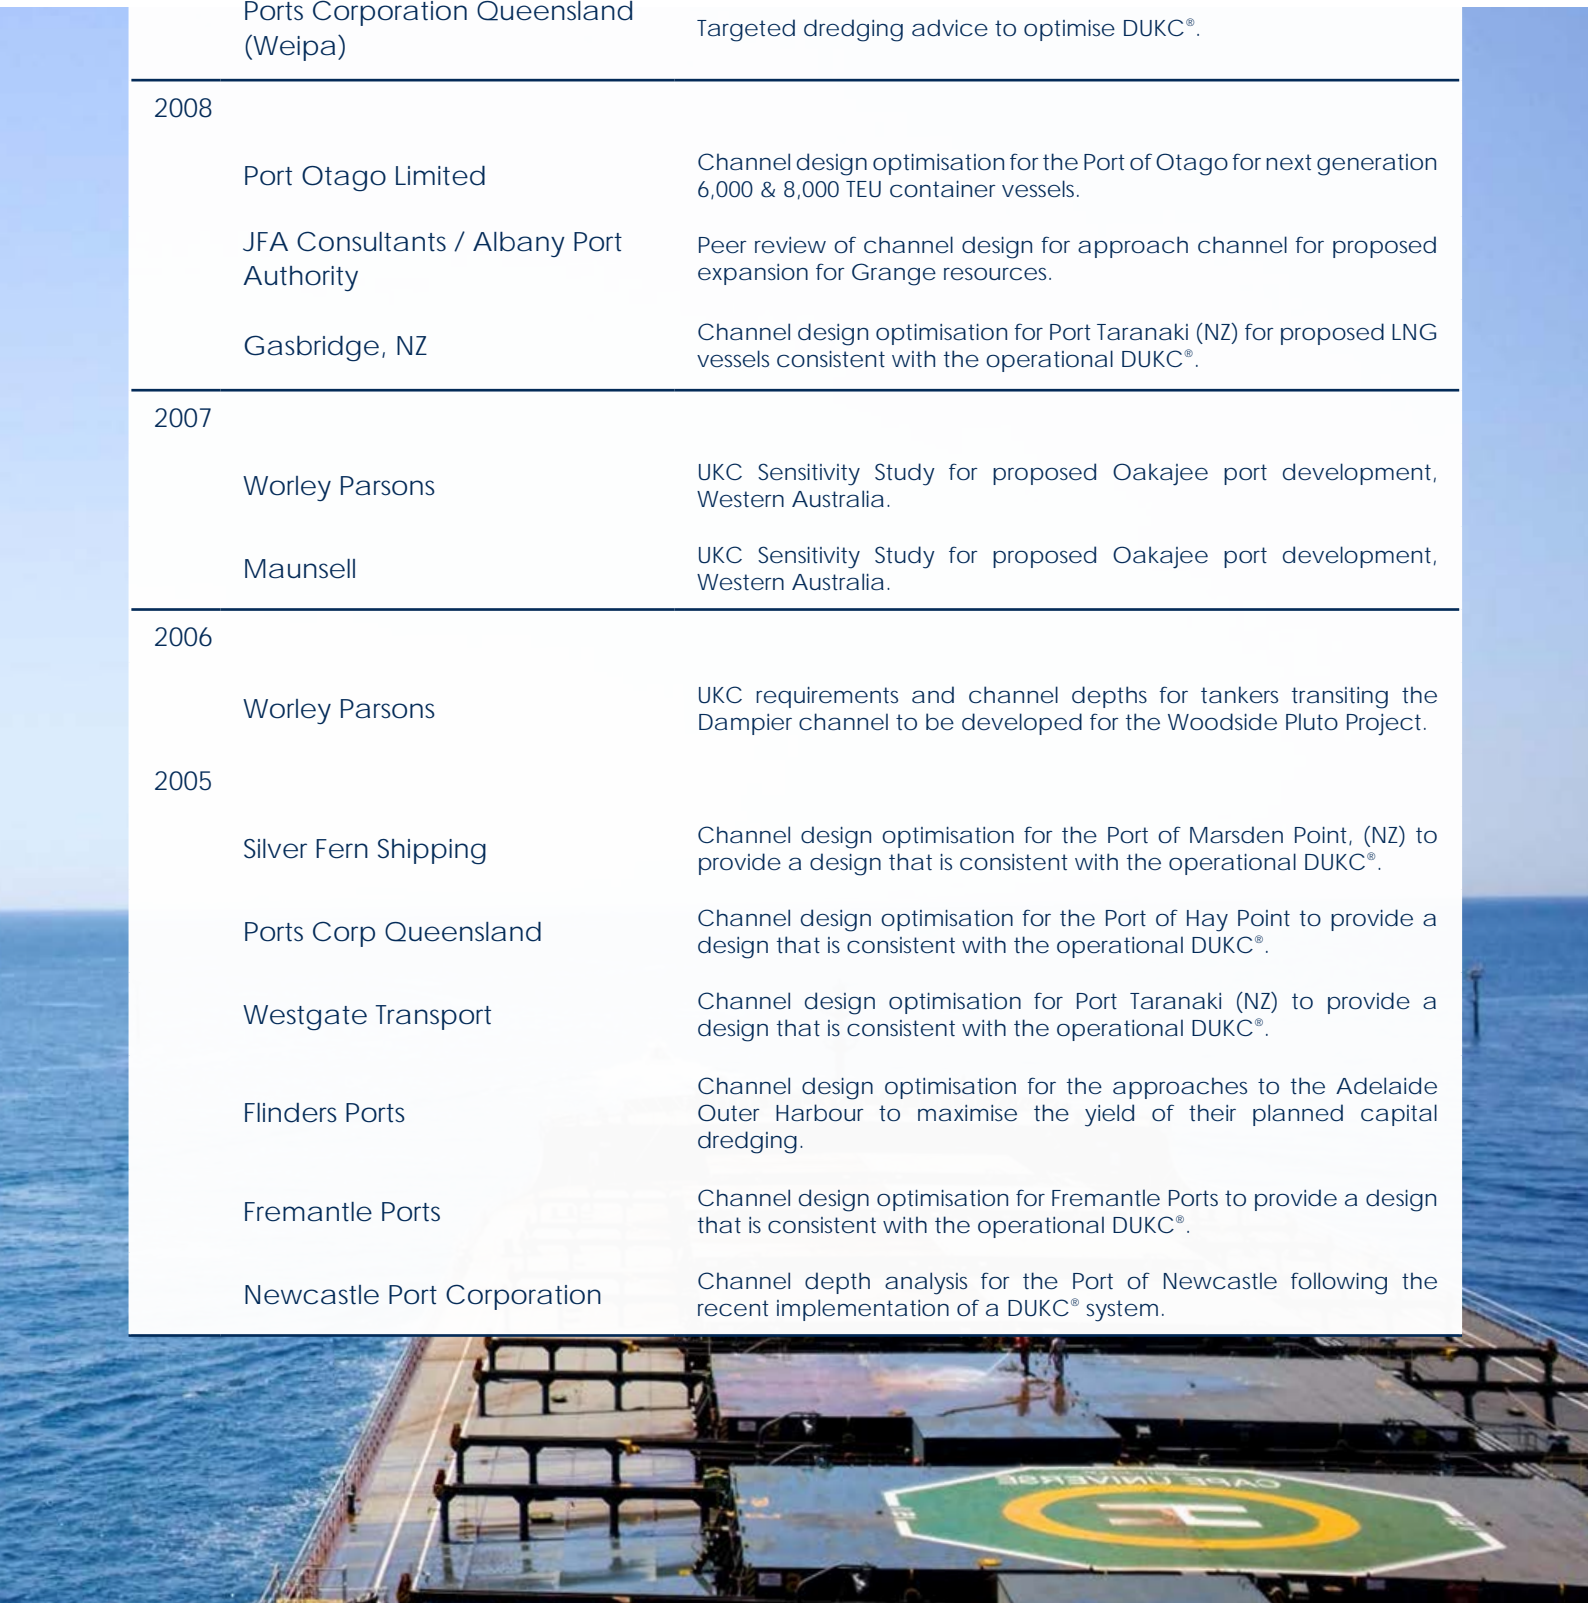 Ports Corporation Queensland
(Weipa)
Targeted dredging advice to optimise DUKC®.
2008
Port Otago Limited
Channel design optimisation for the Port of Otago for next generation
6,000 & 8,000 TEU container vessels.
JFA Consultants / Albany Port
Authority
Peer review of channel design for approach channel for proposed
expansion for Grange resources.
Gasbridge, NZ
Channel design optimisation for Port Taranaki (NZ) for proposed LNG
vessels consistent with the operational DUKC®.
2007
Worley Parsons
UKC Sensitivity Study for proposed Oakajee port development,
Western Australia.
Maunsell
UKC Sensitivity Study for proposed Oakajee port development,
Western Australia.
2006
Worley Parsons
UKC requirements and channel depths for tankers transiting the
Dampier channel to be developed for the Woodside Pluto Project.
2005
Silver Fern Shipping
Channel design optimisation for the Port of Marsden Point, (NZ) to
provide a design that is consistent with the operational DUKC®.
Ports Corp Queensland
Channel design optimisation for the Port of Hay Point to provide a
design that is consistent with the operational DUKC®.
Westgate Transport
Channel design optimisation for Port Taranaki (NZ) to provide a
design that is consistent with the operational DUKC®.
Flinders Ports
Channel design optimisation for the approaches to the Adelaide
Outer Harbour to maximise the yield of their planned capital
dredging.
Fremantle Ports
Channel design optimisation for Fremantle Ports to provide a design
that is consistent with the operational DUKC®.
Newcastle Port Corporation
Channel depth analysis for the Port of Newcastle following the
recent implementation of a DUKC® system.
CAPE UNIVERSE
H